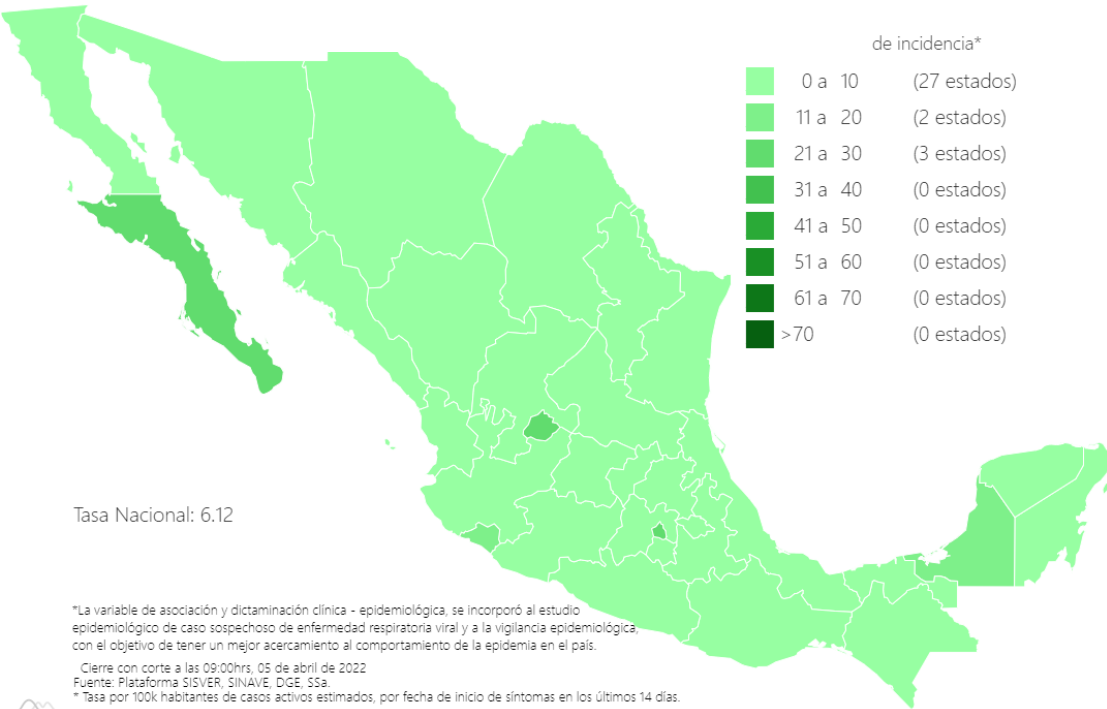 de incidencia*
0 a 10 (27 estados)
11 a 20 (2 estados)
21 a 30 (3 estados)
31 a 40 (0 estados)
41 a 50 (0 estados)
51 a 60 (0 estados)
61 a 70 (0 estados)
>70 (0 estados)
Tasa Nacional: 6.12
*La variable de asociación y dictaminación clínica - epidemiológica, se incorporó al estudio
epidemiológico de caso sospechoso de enfermedad respiratoria viral y a la vigilancia epidemiológica,
con el objetivo de tener un mejor acercamiento al comportamiento de la epidemia en el país.
Cierre con corte a las 09:00hrs, 05 de abril de 2022
Fuente: Plataforma SISVER, SINAVE, DGE, SSa.
* Tasa por 100k habitantes de casos activos estimados, por fecha de inicio de síntomas en los últimos 14 días.